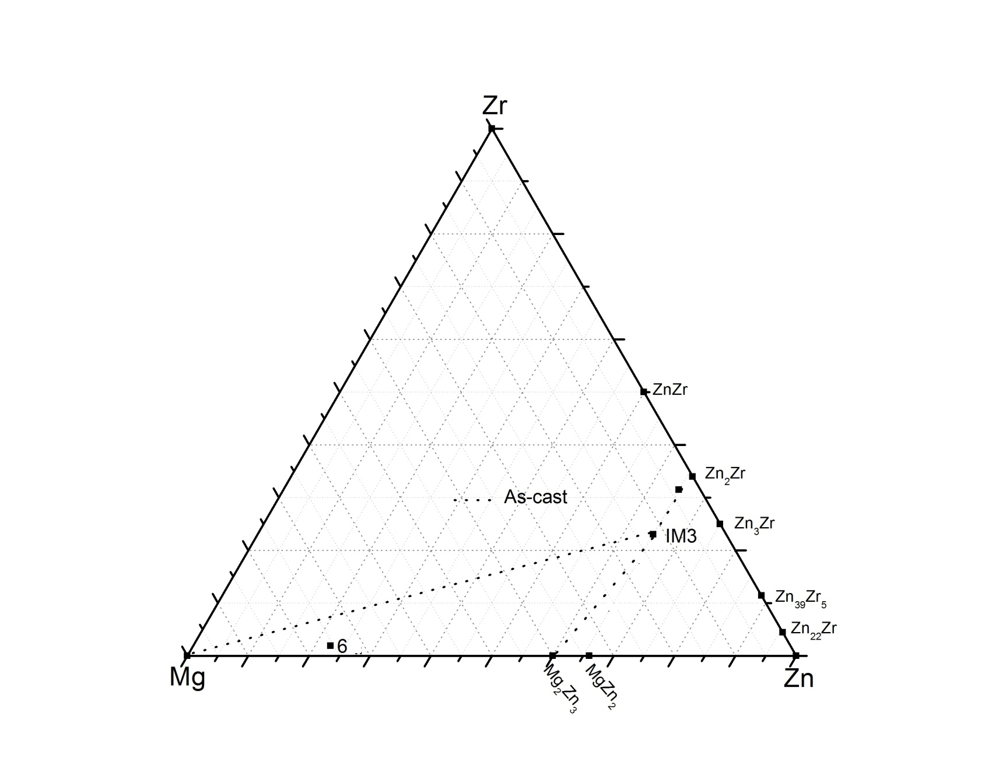 Zr
ZnZr
Zn₂Zr
As-cast
Zn₃Zr
IM3
Zn₃₉Zr₅
Zn₂₂Zr
6
Mg
Mg₂Zn₃
MgZn₂
Zn